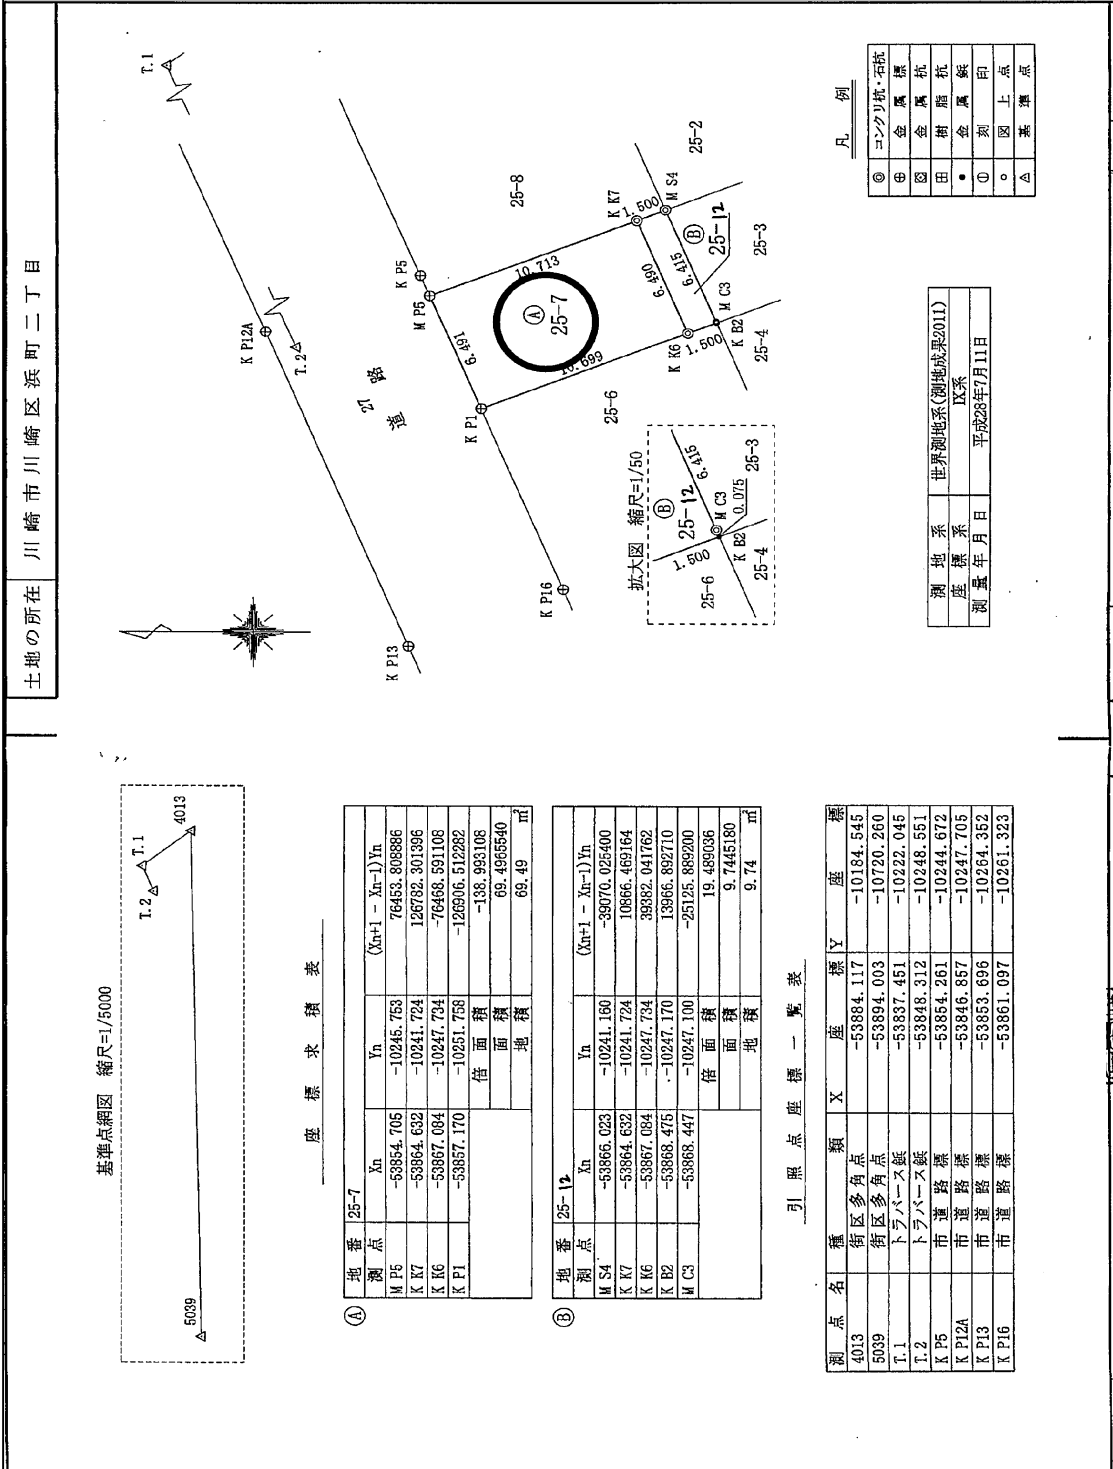 土地の所在 川崎市川崎区浜町二丁目
基準点網図 縮尺=1/5000
5039
T.2
T.1
4013
座標求積表
Ⓐ
地番 25-7
測点 Xn Yn (Xn+1 - Xn-1)Yn
M P5 -53854.705 -10245.753 76453.808886
K K7 -53864.632 -10241.724 126782.301396
K K6 -53867.084 -10247.734 -76468.591108
K P1 -53857.170 -10251.758 -126906.512282
倍面積 -138.993108
面積 69.4965540
地積 69.49 ㎡
Ⓑ
地番 25-12
測点 Xn Yn (Xn+1 - Xn-1)Yn
M S4 -53866.023 -10241.160 -39070.025400
K K7 -53864.632 -10241.724 10866.469164
K K6 -53867.084 -10247.734 39382.041762
K B2 -53868.475 -10247.170 13966.892710
M C3 -53868.447 -10247.100 -25125.889200
倍面積 19.489036
面積 9.7445180
地積 9.74 ㎡
引照点座標一覧表
測点名 種類 X座標 Y座標
4013 街区多角点 -53884.117 -10184.545
5039 街区多角点 -53894.003 -10720.260
T.1 トラバース鋲 -53837.451 -10222.045
T.2 トラバース鋲 -53848.312 -10248.551
K P5 市道路標 -53854.261 -10244.672
K P12A 市道路標 -53846.857 -10247.705
K P13 市道路標 -53853.696 -10264.352
K P16 市道路標 -53861.097 -10261.323
T.1
K P12A
T.2
K P13
道路
27
K P5
M P5
6.491
K P1
K P16
25-8
10.713
Ⓐ
25-7
10.699
25-6
K K7
1.500
M S4
25-2
6.490
Ⓑ
25-12
6.415
K K6
1.500
M C3
K B2
25-3
25-4
拡大図 縮尺=1/50
Ⓑ
25-12
6.415
1.500
M C3
0.075
K B2
25-6
25-3
25-4
凡例
◎ コンクリ杭・石杭
⊕ 金属標
金属杭
田 樹脂杭
● 金属鋲
刻印
○ 図上点
△ 基準点
測地系 世界測地系(測地成果2011)
座標系 Ⅸ系
測量年月日 平成28年7月11日